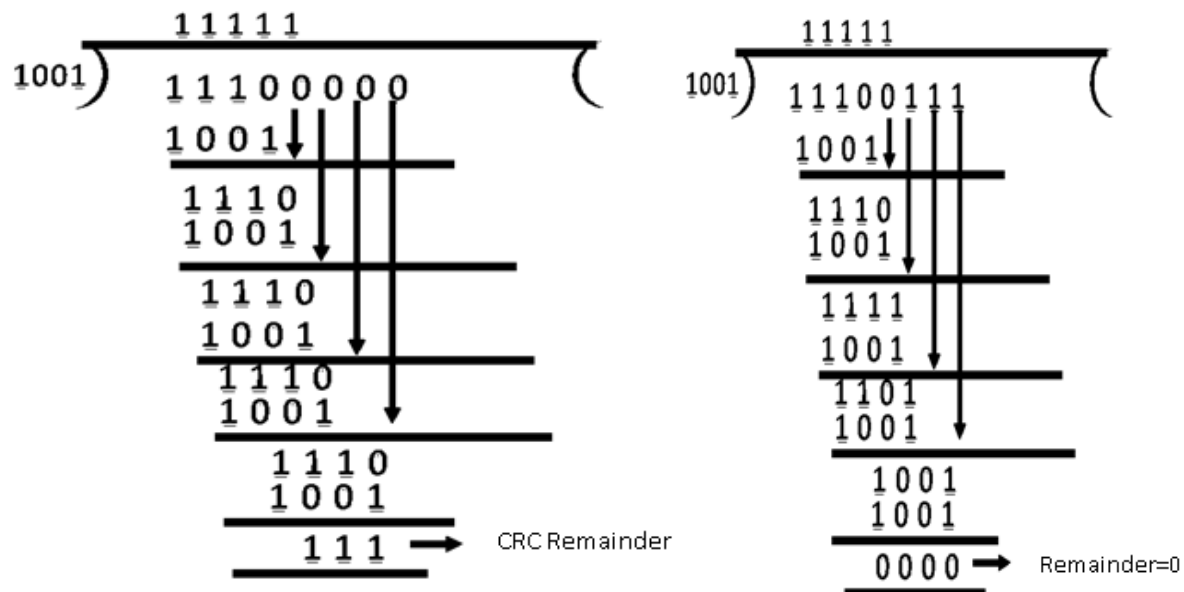 1 1 1 1 1
1001
1 1 1 0 0 0 0 0
1 0 0 1
1 1 1 0
1 0 0 1
1 1 1 0
1 0 0 1
1 1 1 0
1 0 0 1
1 1 1 0
1 0 0 1
1 1 1
CRC Remainder
1 1 1 1 1
1001
1 1 1 0 0 1 1 1
1 0 0 1
1 1 1 0
1 0 0 1
1 1 1 1
1 0 0 1
1 1 0 1
1 0 0 1
1 0 0 1
1 0 0 1
0 0 0 0
Remainder=0